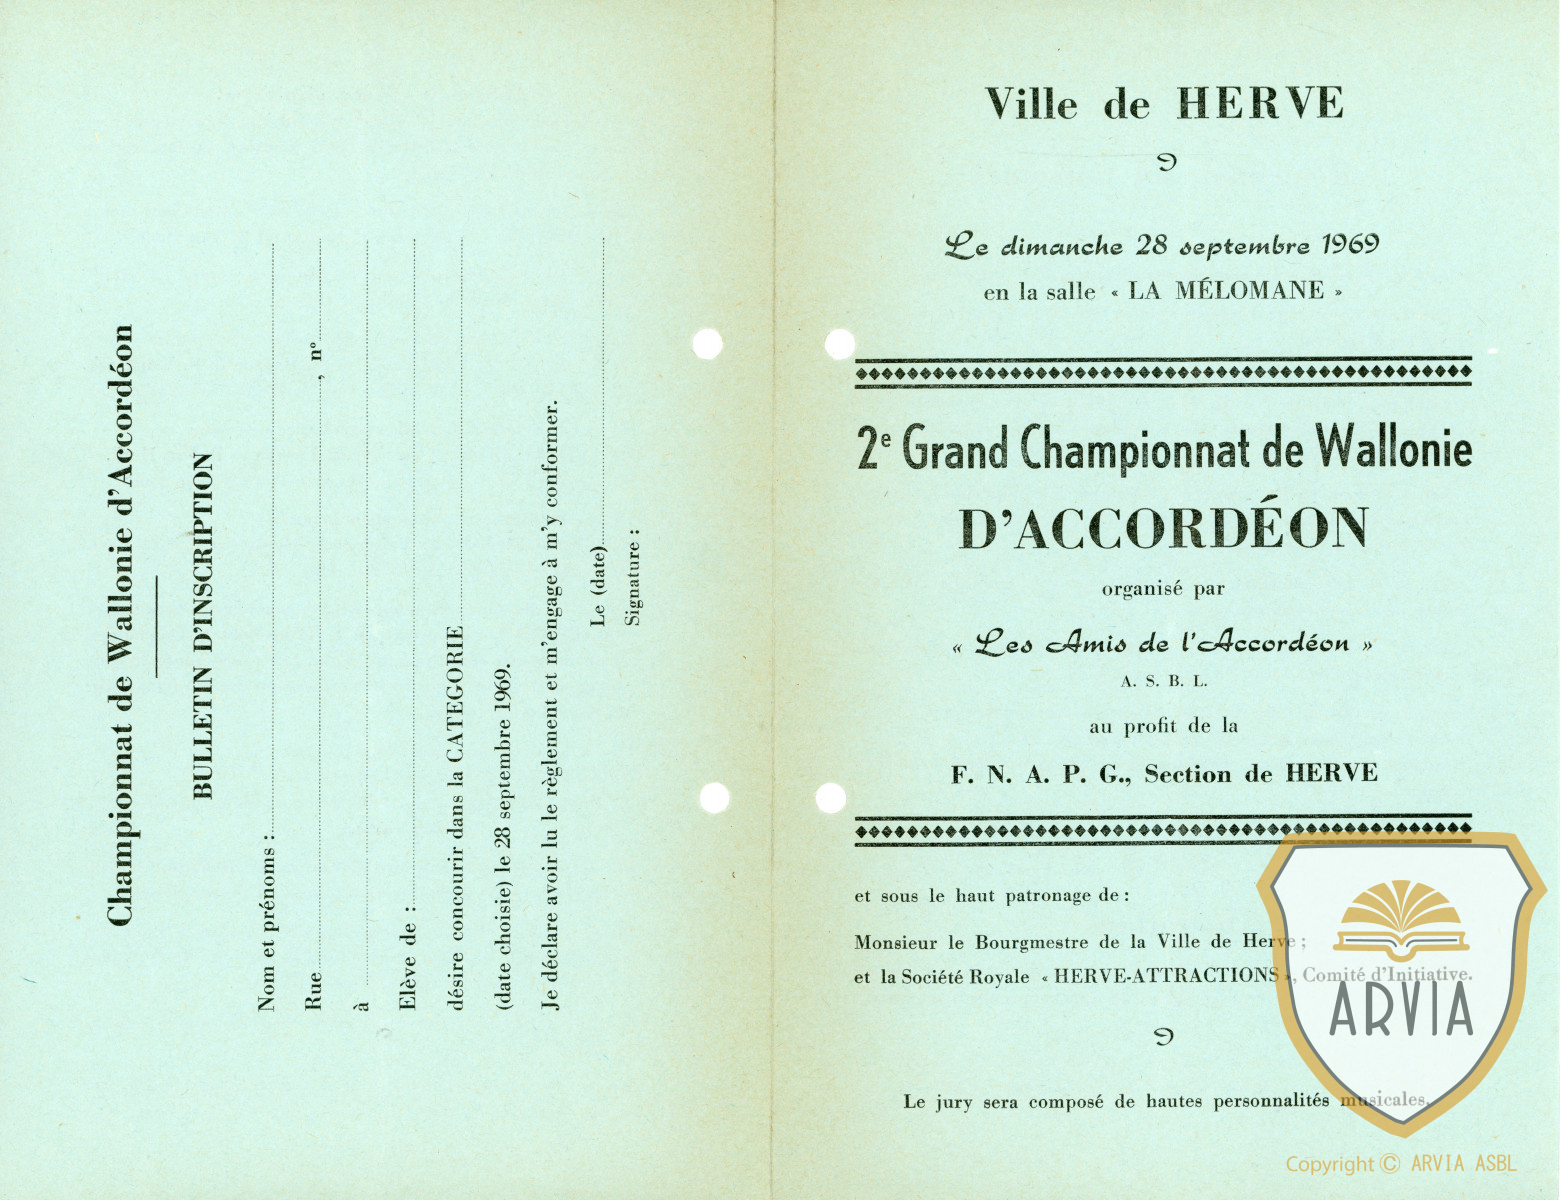 Championnat de Wallonie d'Accordéon
BULLETIN D'INSCRIPTION
Nom et prénoms :
Rue , nº
à
Elève de :
désire concourir dans la CATEGORIE
(date choisie) le 28 septembre 1969.
Je déclare avoir lu le règlement et m'engage à m'y conformer.
Le (date)
Signature :
Ville de HERVE
Le dimanche 28 septembre 1969
en la salle « LA MÉLOMANE »
2e Grand Championnat de Wallonie
D'ACCORDÉON
organisé par
« Les Amis de l'Accordéon »
A. S. B. L.
au profit de la
F. N. A. P. G., Section de HERVE
et sous le haut patronage de :
Monsieur le Bourgmestre de la Ville de Herve ;
et la Société Royale « HERVE-ATTRACTIONS », Comité d'Initiative.
Le jury sera composé de hautes personnalités musicales.
ARVIA
Copyright © ARVIA ASBL